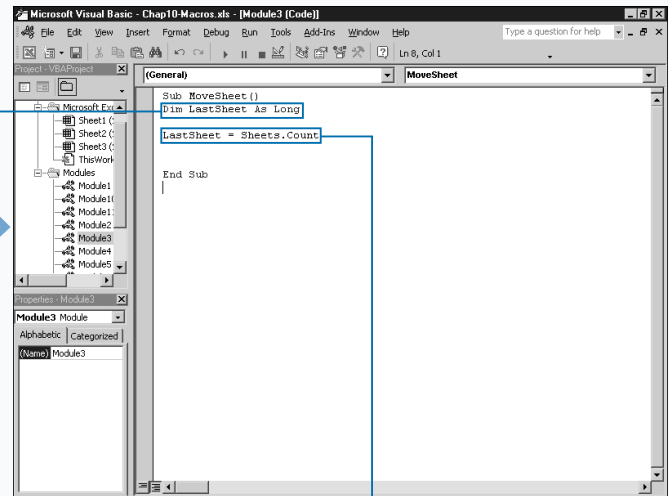 Microsoft Visual Basic - Chap10-Macros.xls - [Module3 (Code)]
File Edit View Insert Format Debug Run Tools Add-Ins Window Help Type a question for help
Ln 8, Col 1
Project - VBAProject
(General) MoveSheet
Microsoft Exc
Sheet1 (
Sheet2 (
Sheet3 (
ThisWork
Modules
Module1
Module10
Module1
Module2
Module3
Module4
Module5
Sub MoveSheet()
Dim LastSheet As Long
LastSheet = Sheets.Count
End Sub
Properties - Module3
Module3 Module
Alphabetic Categorized
(Name) Module3